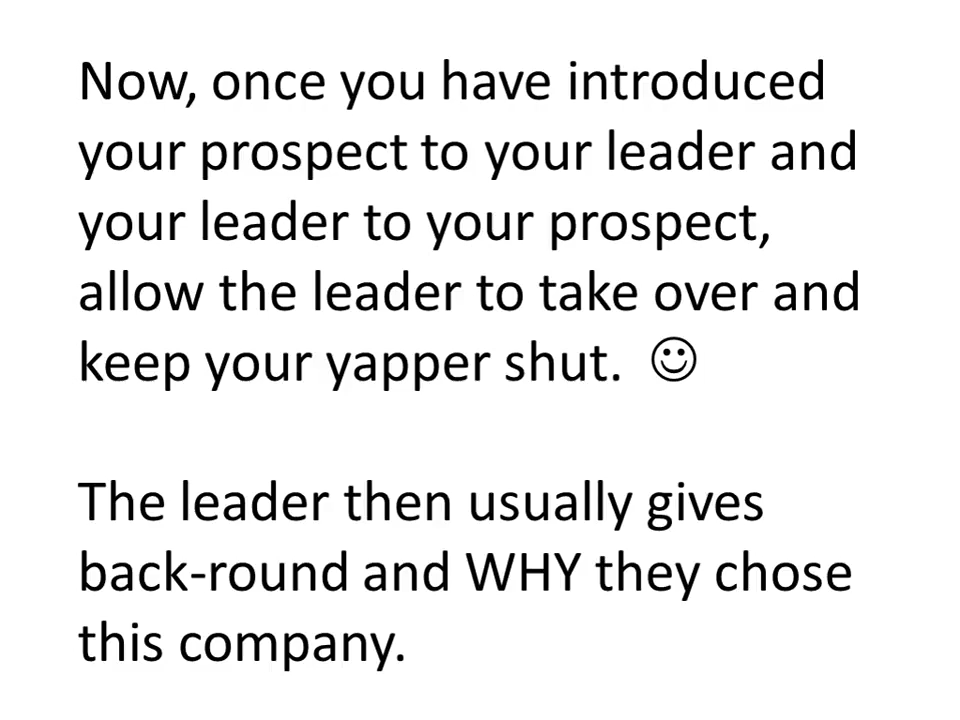 Now, once you have introduced
your prospect to your leader and
your leader to your prospect,
allow the leader to take over and
keep your yapper shut. ☺
The leader then usually gives
back-round and WHY they chose
this company.